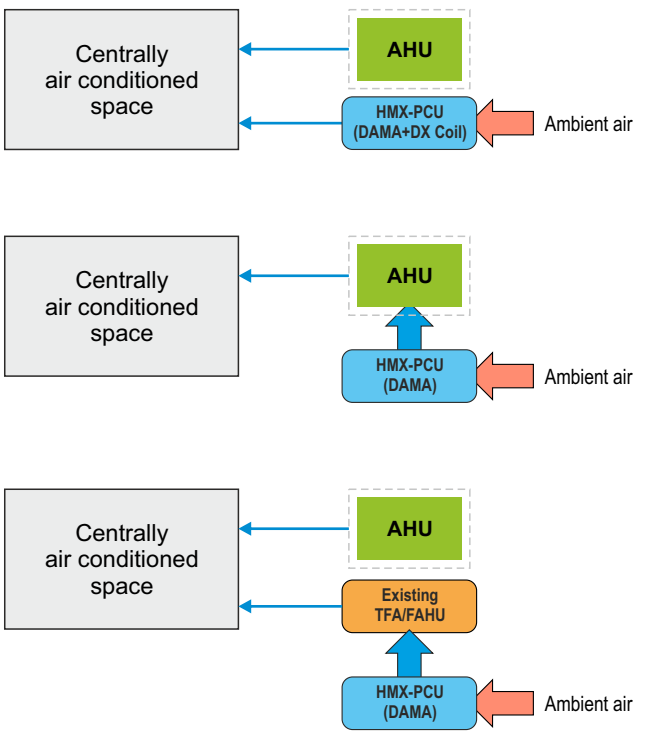 Centrally
air conditioned
space
AHU
HMX-PCU
(DAMA+DX Coil)
Ambient air
Centrally
air conditioned
space
AHU
HMX-PCU
(DAMA)
Ambient air
Centrally
air conditioned
space
AHU
Existing
TFA/FAHU
HMX-PCU
(DAMA)
Ambient air